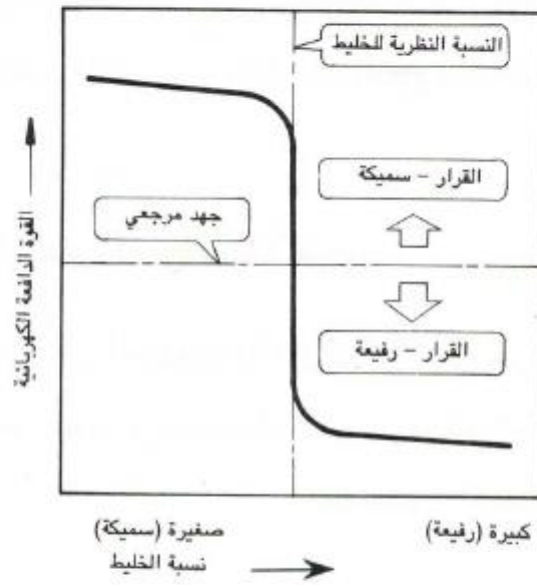 النسبة النظرية للخليط
القرار - سميكة
جهد مرجعي
القرار - رفيعة
القوة الدافعة الكهربائية
صغيرة (سميكة)
كبيرة (رفيعة)
نسبة الخليط